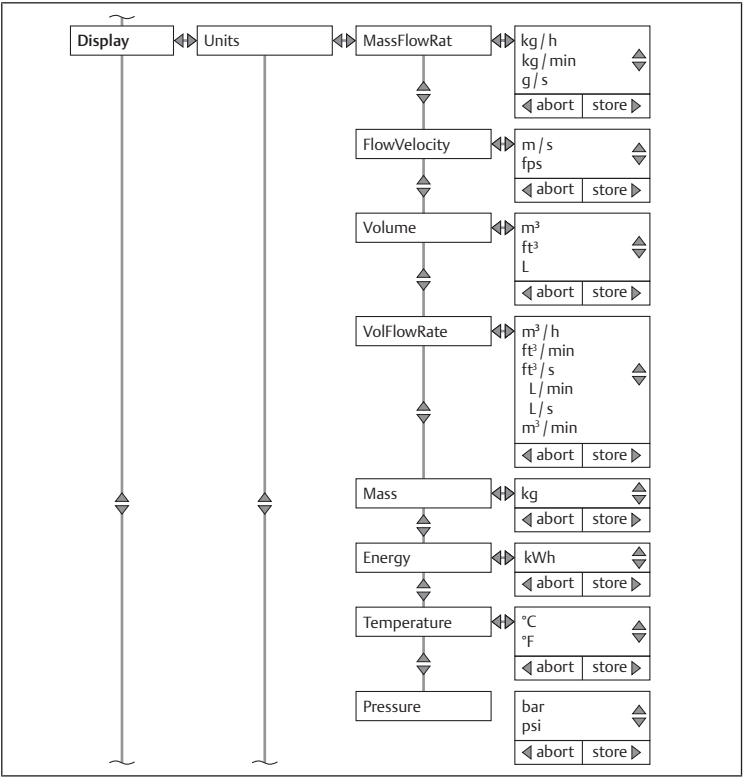 Display
Units
MassFlowRat
kg/h
kg/min
g/s
abort store
FlowVelocity
m/s
fps
abort store
Volume
m³
ft³
L
abort store
VolFlowRate
m³/h
ft³/min
ft³/s
L/min
L/s
m³/min
abort store
Mass
kg
abort store
Energy
kWh
abort store
Temperature
°C
°F
abort store
Pressure
bar
psi
abort store